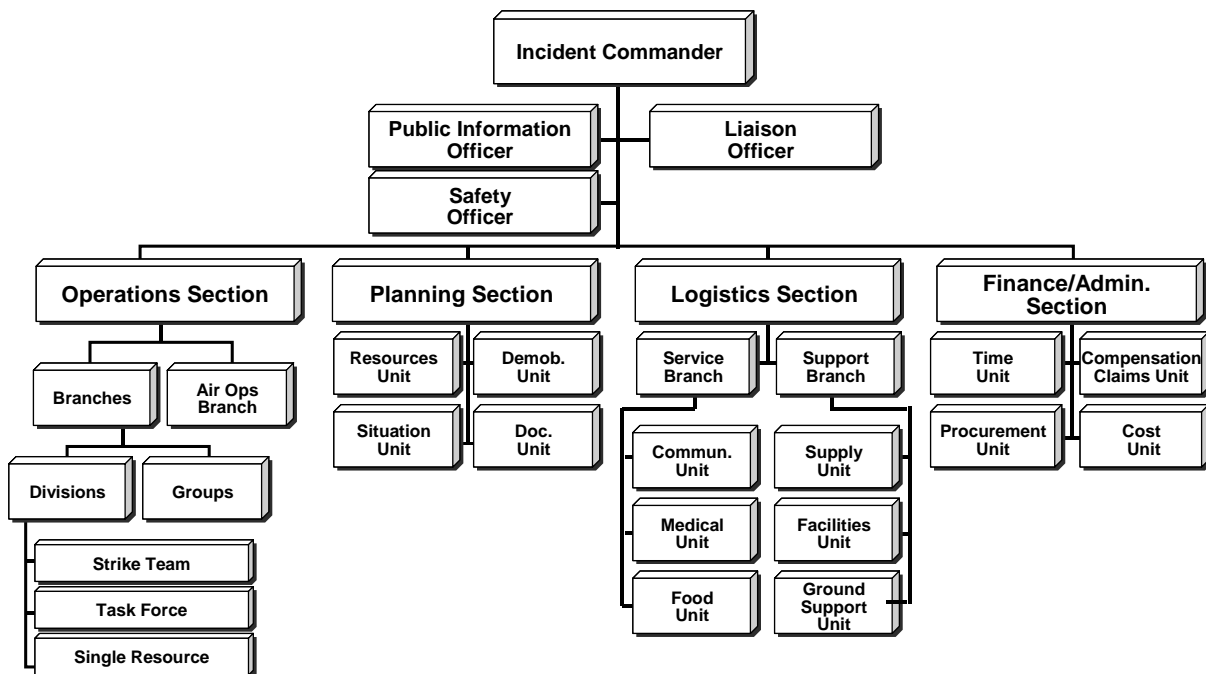 Incident Commander
Public Information
Officer
Liaison
Officer
Safety
Officer
Operations Section
Planning Section
Logistics Section
Finance/Admin.
Section
Branches
Air Ops
Branch
Divisions
Groups
Strike Team
Task Force
Single Resource
Resources
Unit
Demob.
Unit
Situation
Unit
Doc.
Unit
Service
Branch
Support
Branch
Commun.
Unit
Supply
Unit
Medical
Unit
Facilities
Unit
Food
Unit
Ground
Support
Unit
Time
Unit
Compensation
Claims Unit
Procurement
Unit
Cost
Unit